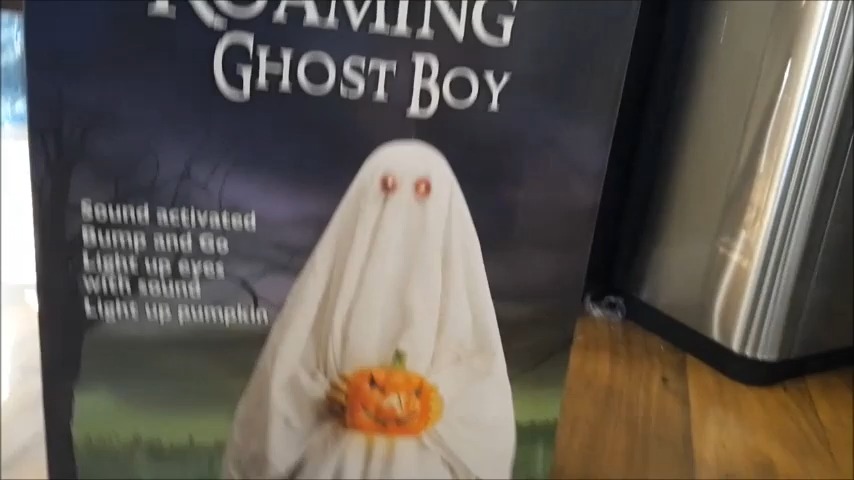 ROAMING
GHOST BOY
Sound activated
Bump and Go
Light up eyes
with sound
Light up pumpkin